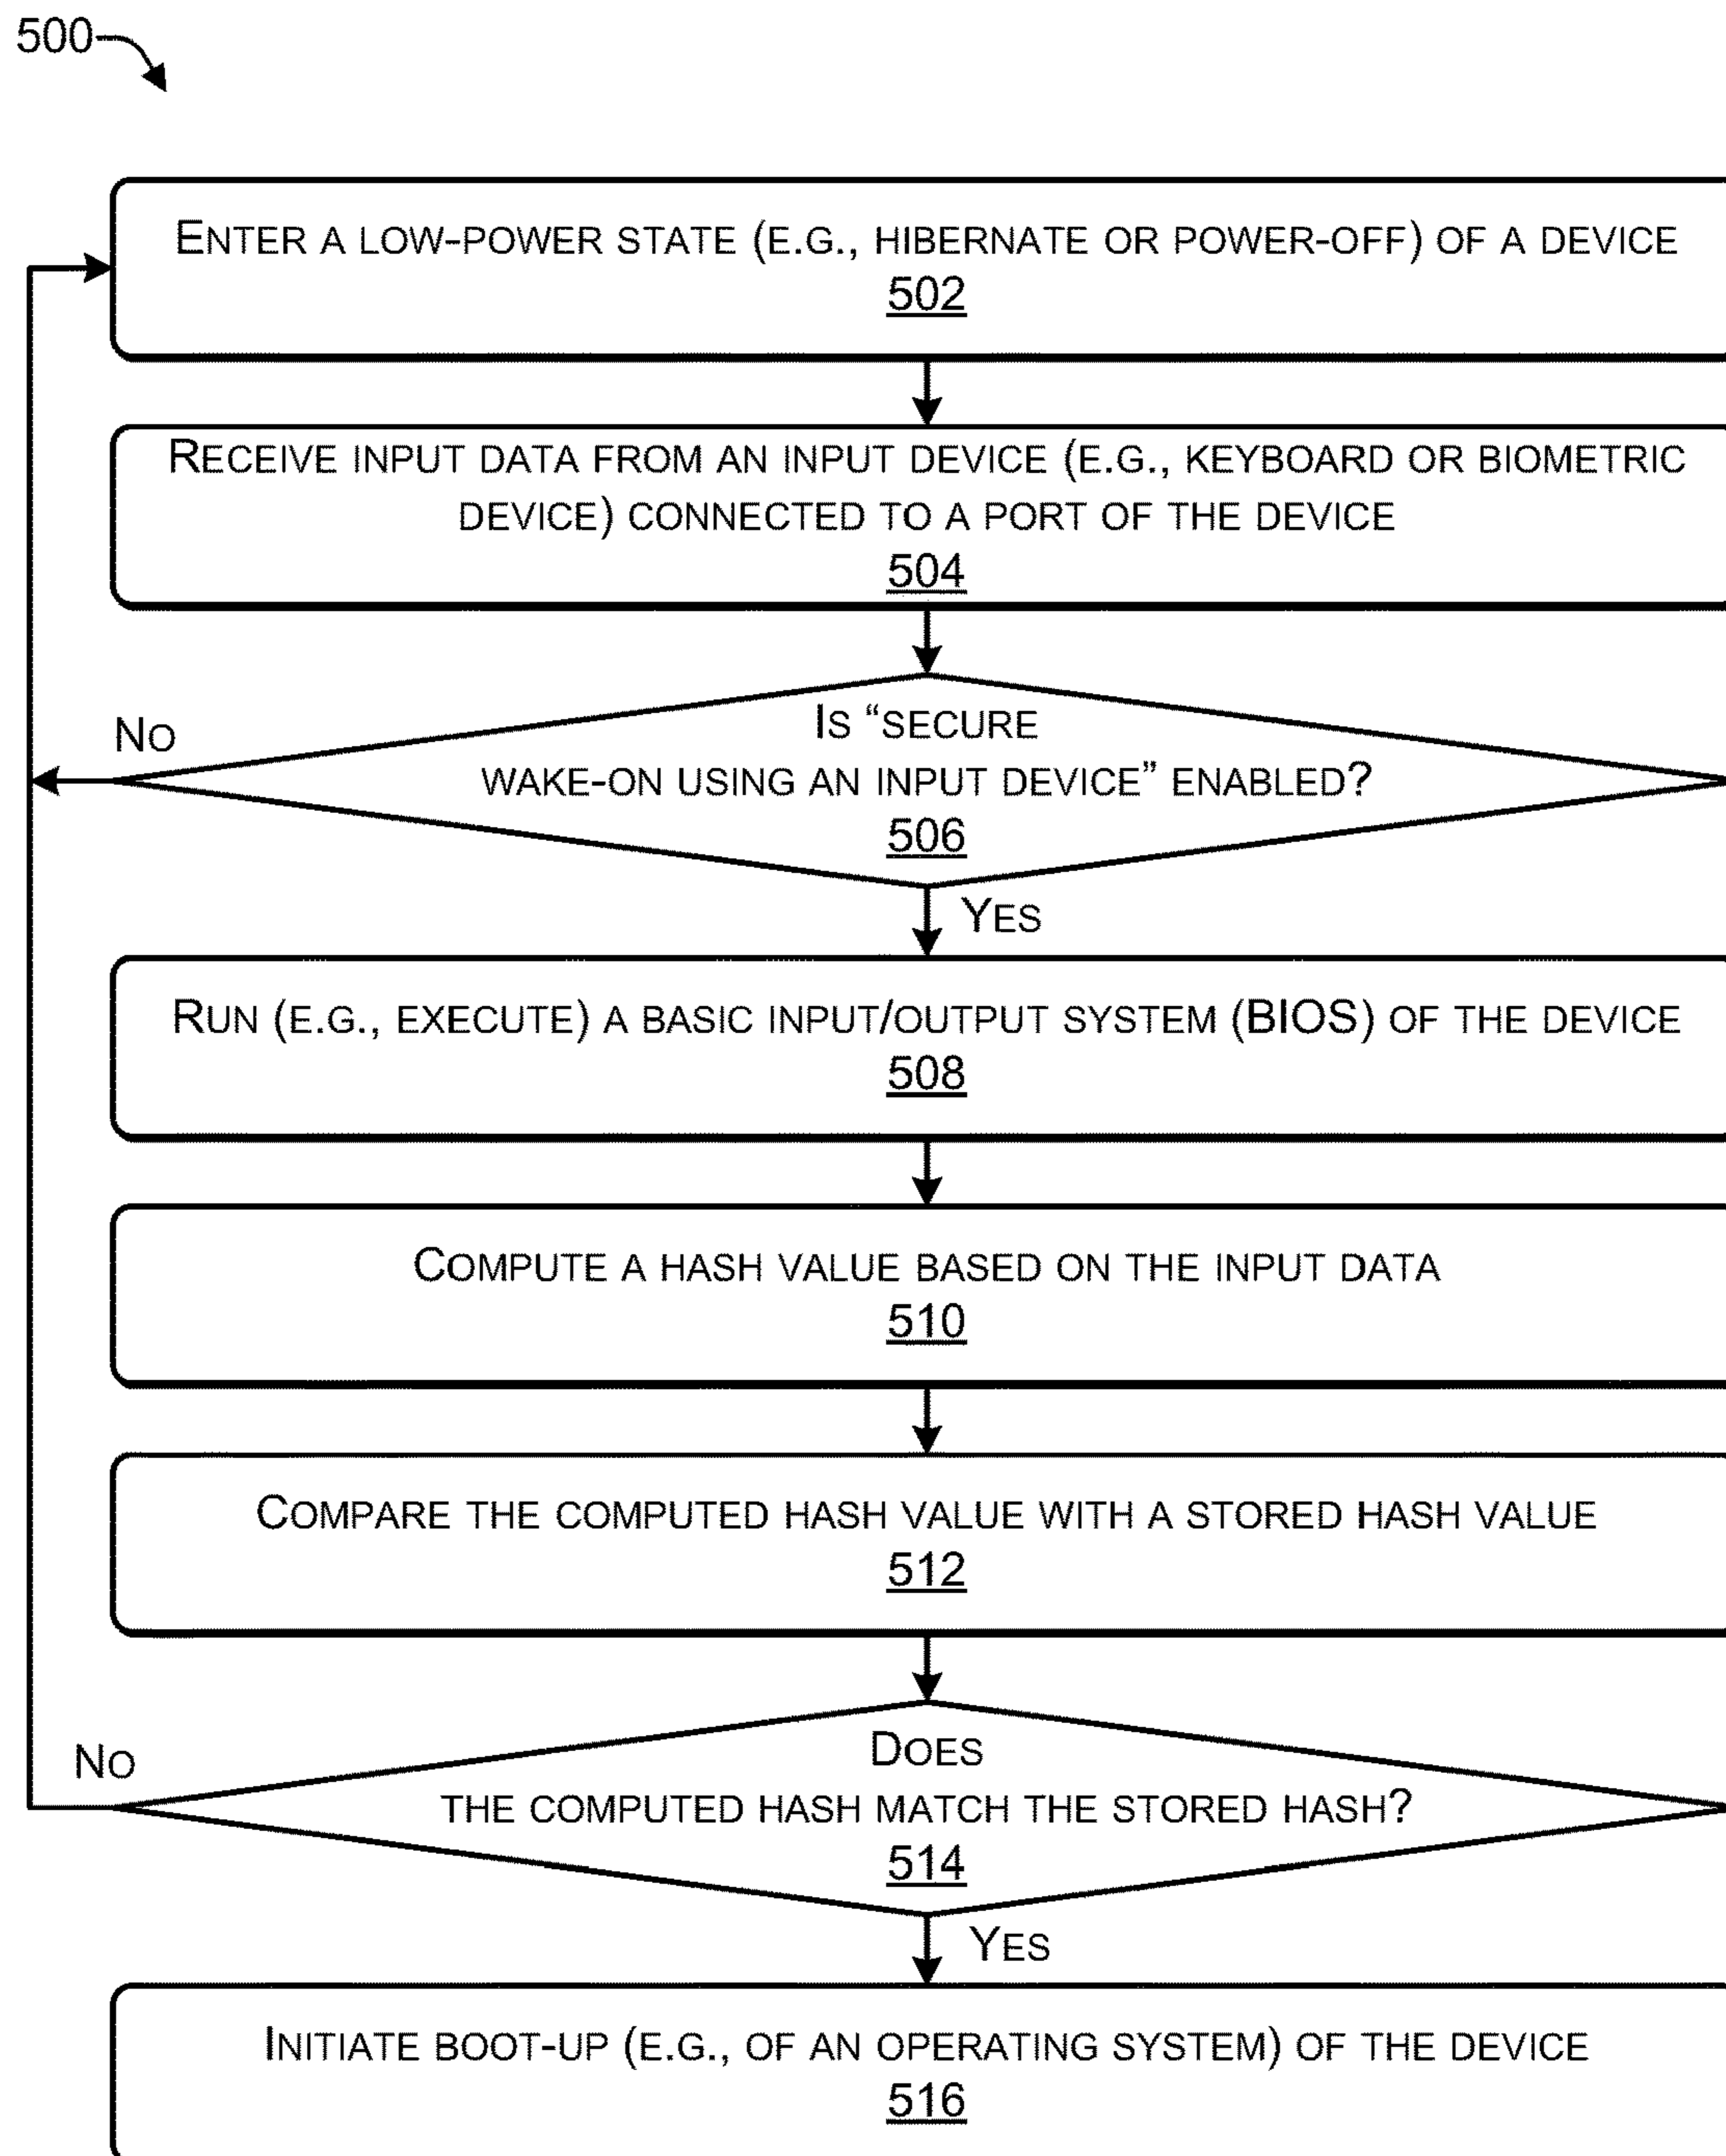 500
ENTER A LOW-POWER STATE (E.G., HIBERNATE OR POWER-OFF) OF A DEVICE
502
RECEIVE INPUT DATA FROM AN INPUT DEVICE (E.G., KEYBOARD OR BIOMETRIC
DEVICE) CONNECTED TO A PORT OF THE DEVICE
504
NO
IS “SECURE
WAKE-ON USING AN INPUT DEVICE” ENABLED?
506
YES
RUN (E.G., EXECUTE) A BASIC INPUT/OUTPUT SYSTEM (BIOS) OF THE DEVICE
508
COMPUTE A HASH VALUE BASED ON THE INPUT DATA
510
COMPARE THE COMPUTED HASH VALUE WITH A STORED HASH VALUE
512
NO
DOES
THE COMPUTED HASH MATCH THE STORED HASH?
514
YES
INITIATE BOOT-UP (E.G., OF AN OPERATING SYSTEM) OF THE DEVICE
516